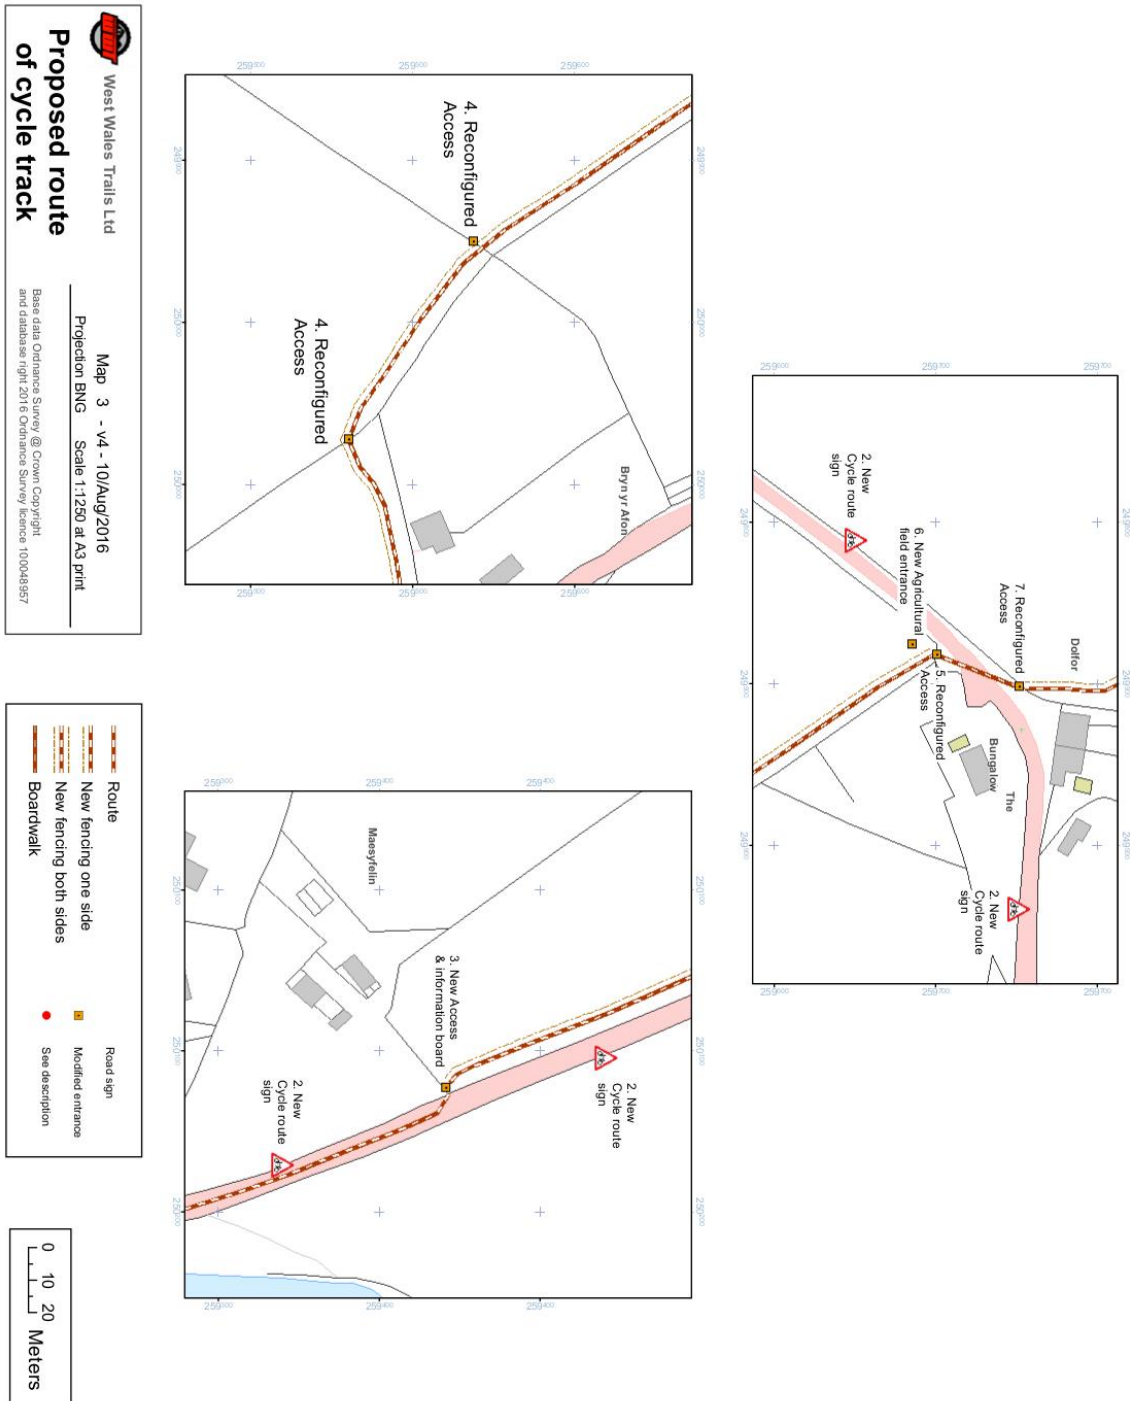 2. New
Cycle route
sign
6. New Agricultural
field entrance
7. Reconfigured
Access
Dolfor
5. Reconfigured
Access
The
Bungalow
2. New
Cycle route
sign
4. Reconfigured
Access
4. Reconfigured
Access
Bryn yr Afon
Maesyfelin
3. New Access
& information board
2. New
Cycle route
sign
2. New
Cycle route
sign
West Wales Trails Ltd
Proposed route
of cycle track
Map 3 - v4 - 10/Aug/2016
Projection BNG Scale 1:1250 at A3 print
Base data Ordnance Survey @ Crown Copyright
and database right 2016 Ordnance Survey licence 100048957
Route
New fencing one side
New fencing both sides
Boardwalk
Road sign
Modified entrance
See description
0 10 20
Meters